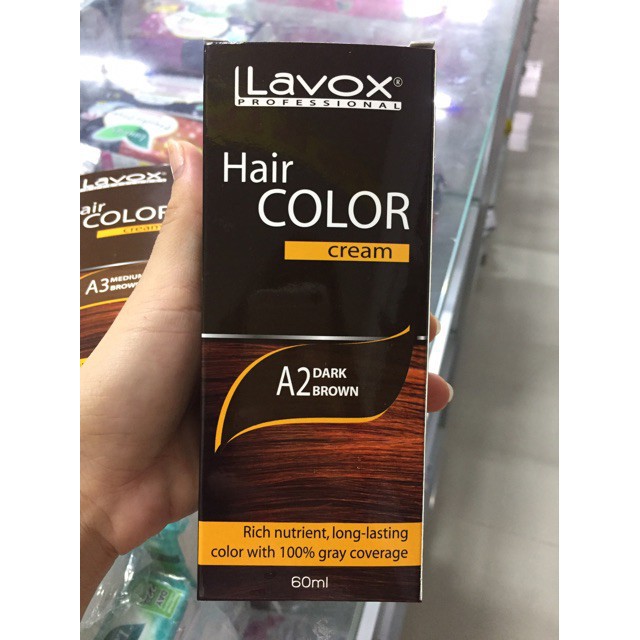 Lavox®
PROFESSIONAL
Hair
COLOR
cream
A2 DARK
BROWN
Rich nutrient, long-lasting
color with 100% gray coverage
60ml
Lavox
Hair
COLOR
cream
A3 MEDIUM
BROWN